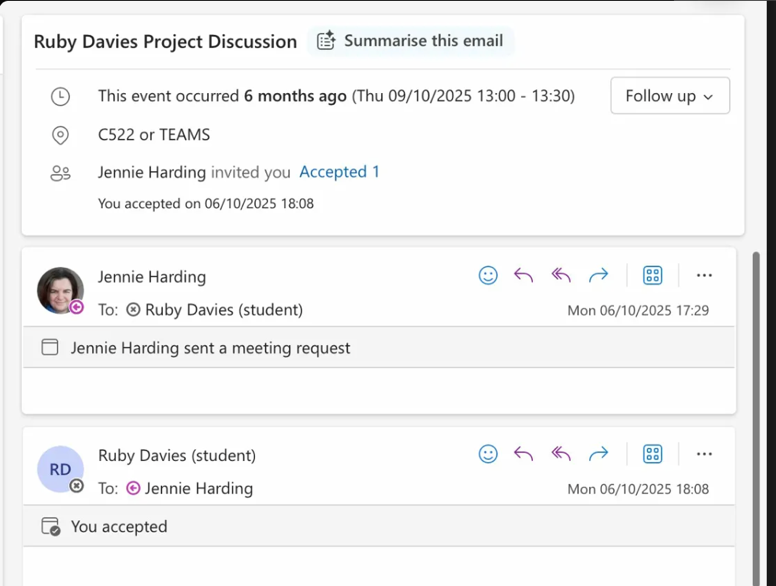 Ruby Davies Project Discussion Summarise this email
This event occurred 6 months ago (Thu 09/10/2025 13:00 - 13:30) Follow up
C522 or TEAMS
Jennie Harding invited you Accepted 1
You accepted on 06/10/2025 18:08
Jennie Harding
To: Ruby Davies (student) Mon 06/10/2025 17:29
Jennie Harding sent a meeting request
RD Ruby Davies (student)
To: Jennie Harding Mon 06/10/2025 18:08
You accepted